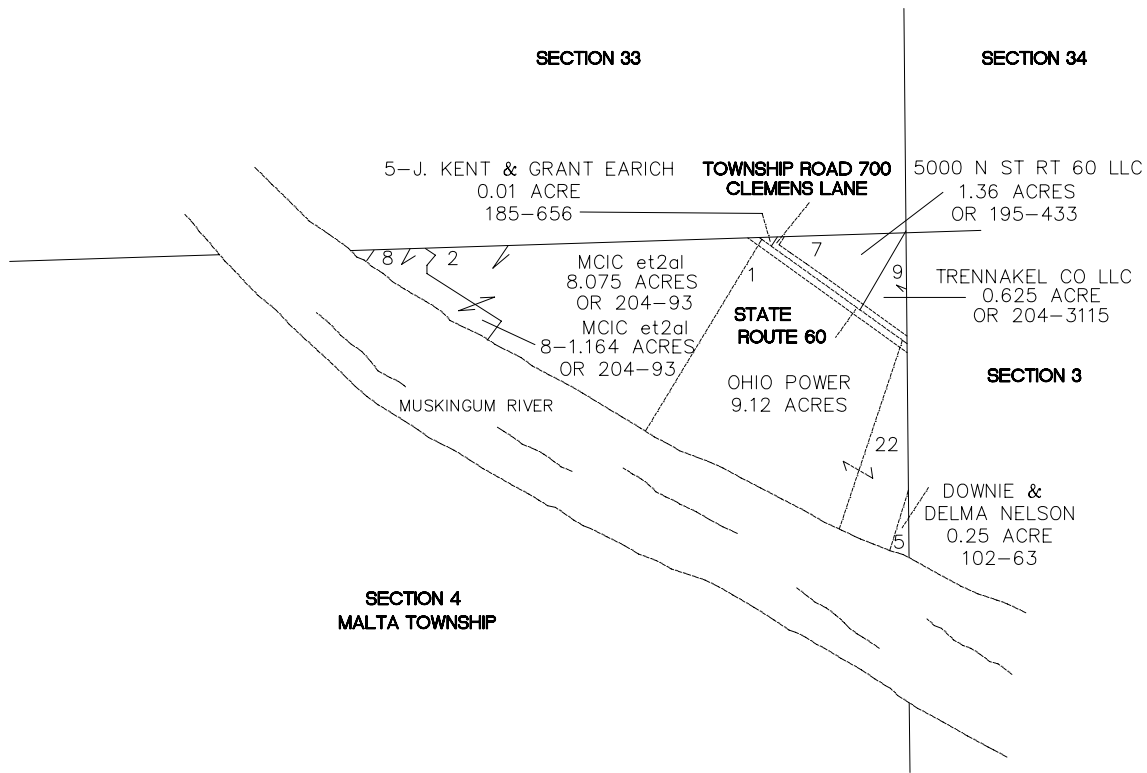 SECTION 33
SECTION 34
5-J. KENT & GRANT EARICH
0.01 ACRE
185-656
TOWNSHIP ROAD 700
CLEMENS LANE
5000 N ST RT 60 LLC
1.36 ACRES
OR 195-433
8
2
MCIC et2al
8.075 ACRES
OR 204-93
1
7
9
TRENNAKEL CO LLC
0.625 ACRE
OR 204-3115
MCIC et2al
8-1.164 ACRES
OR 204-93
STATE
ROUTE 60
SECTION 3
OHIO POWER
9.12 ACRES
MUSKINGUM RIVER
22
DOWNIE &
DELMA NELSON
0.25 ACRE
102-63
5
SECTION 4
MALTA TOWNSHIP